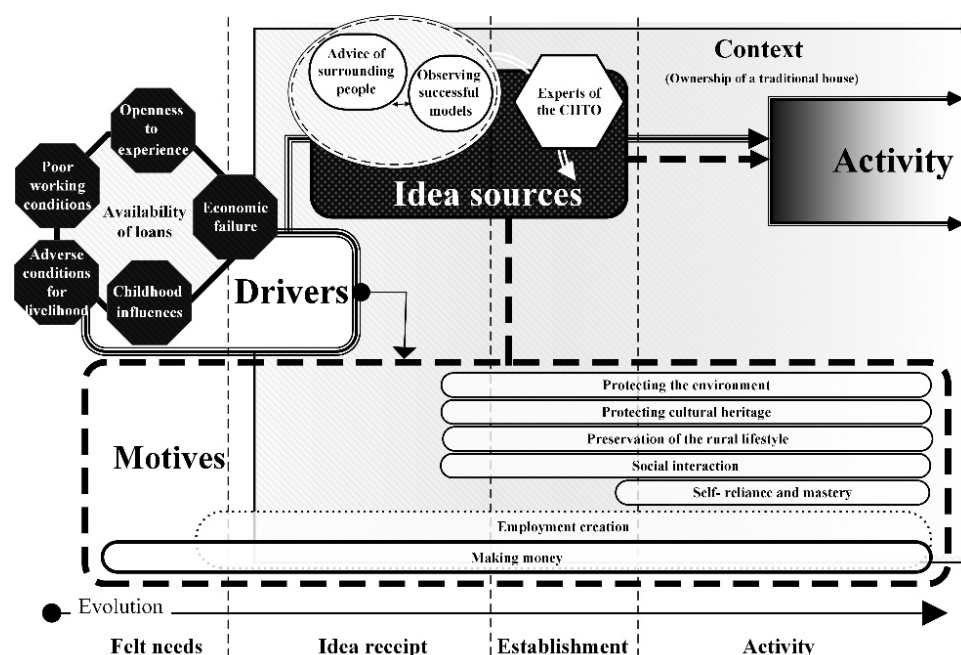 Context
(Ownership of a traditional house)
Advice of
surrounding
people
Observing
successful
models
Experts of
the CHTO
Idea sources
Activity
Openness to
experience
Poor
working
conditions
Availability
of loans
Economic
failure
Adverse
conditions
for
livelihood
Childhood
influences
Drivers
Motives
Protecting the environment
Protecting cultural heritage
Preservation of the rural lifestyle
Social interaction
Self- reliance and mastery
Employment creation
Making money
Evolution
Felt needs
Idea receipt
Establishment
Activity